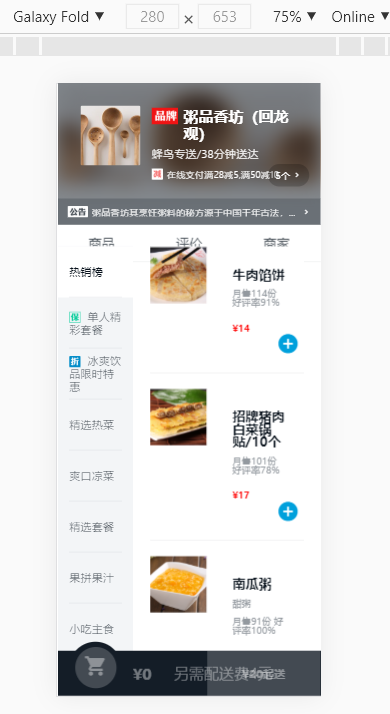 Galaxy Fold ▼ 280 × 653 75% ▼ Online ▼
品牌 粥品香坊（回龙
观）
蜂鸟专送/38分钟送达
减 在线支付满28减5,满50减10 5个 >
公告 粥品香坊其烹饪粥料的秘方源于中国千年古法，... >
商品 评价 商家
热销榜
保 单人精
彩套餐
折 冰爽饮
品限时特
惠
精选热菜
爽口凉菜
精选套餐
果拼果汁
小吃主食
牛肉馅饼
月售114份
好评率91%
¥14
招牌猪肉
白菜锅
贴/10个
月售101份
好评率78%
¥17
南瓜粥
甜粥
月售91份 好
评率100%
¥0 另需配送费4元